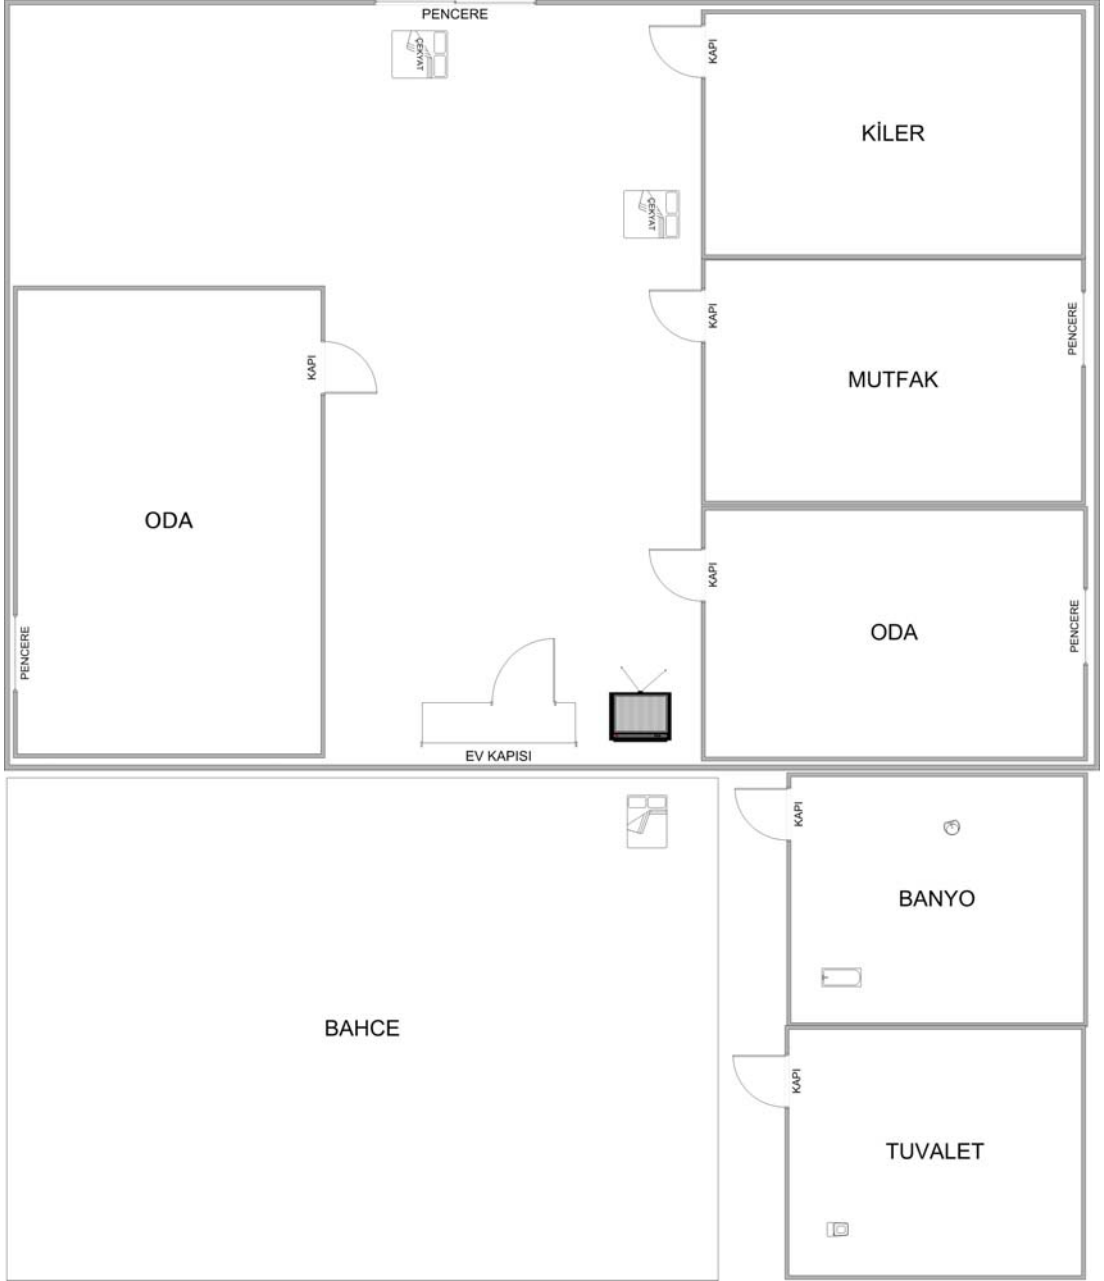 PENCERE
ÇEKYAT
KAPI
KİLER
ÇEKYAT
KAPI
PENCERE
MUTFAK
KAPI
ODA
KAPI
PENCERE
ODA
PENCERE
EV KAPISI
KAPI
BANYO
BAHCE
KAPI
TUVALET